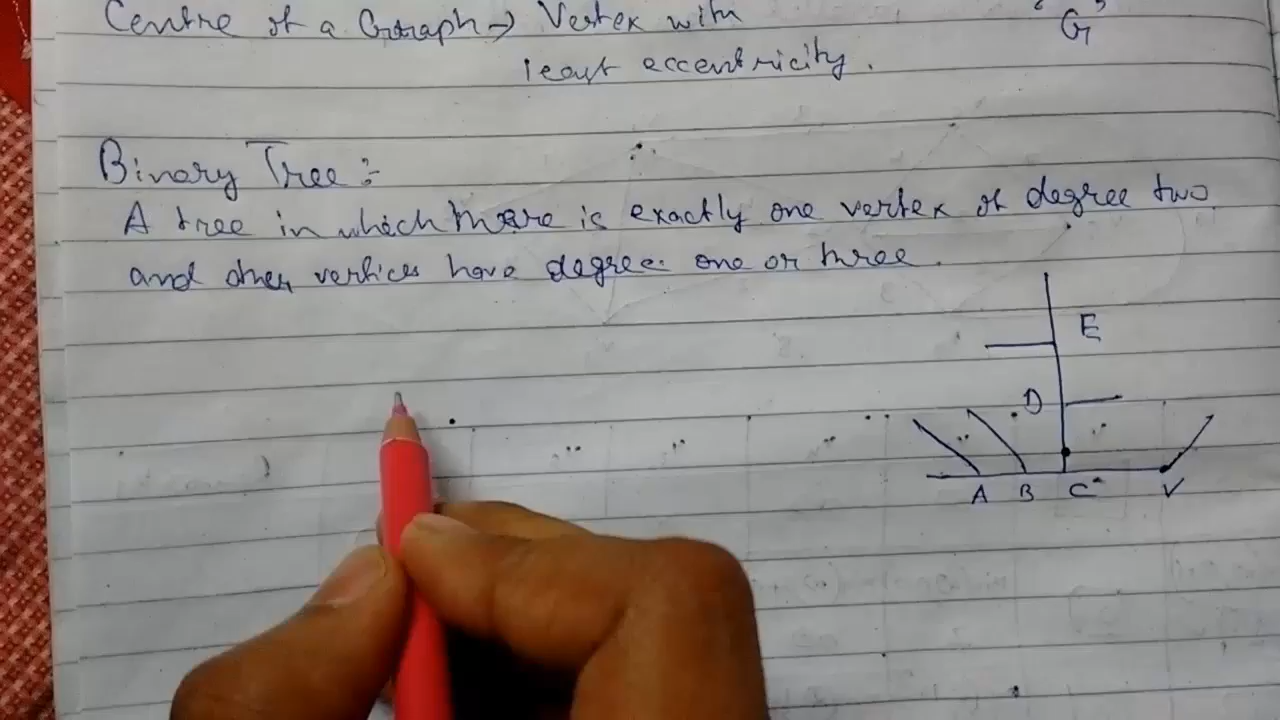 Centre of a Graph → Vertex with
least eccentricity.
"G"
Binary Tree :-
A tree in which there is exactly one vertex of degree two
and other vertices have degree one or three.
E
D
A B C V